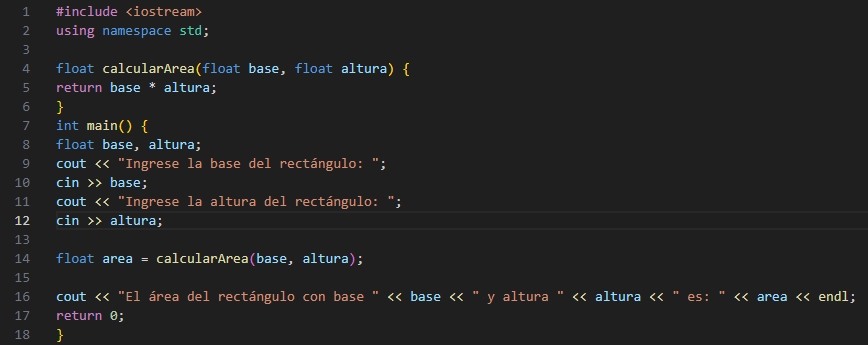 1 #include <iostream>
2 using namespace std;
3
4 float calcularArea(float base, float altura) {
5 return base * altura;
6 }
7 int main() {
8 float base, altura;
9 cout << "Ingrese la base del rectángulo: ";
10 cin >> base;
11 cout << "Ingrese la altura del rectángulo: ";
12 cin >> altura;
13
14 float area = calcularArea(base, altura);
15
16 cout << "El área del rectángulo con base " << base << " y altura " << altura << " es: " << area << endl;
17 return 0;
18 }